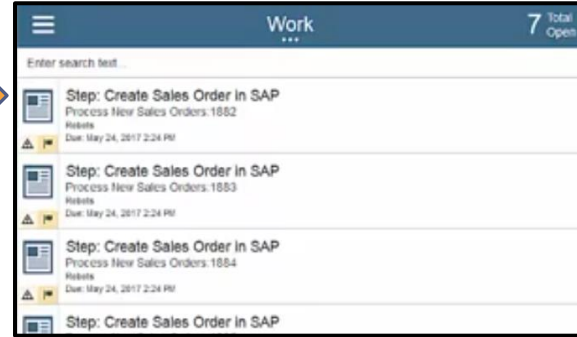 Work
7 Total Open
Enter search text...
Step: Create Sales Order in SAP
Process New Sales Orders:1882
Robots
Due: May 24, 2017 2:24 PM
Step: Create Sales Order in SAP
Process New Sales Orders:1883
Robots
Due: May 24, 2017 2:24 PM
Step: Create Sales Order in SAP
Process New Sales Orders:1884
Robots
Due: May 24, 2017 2:24 PM
Step: Create Sales Order in SAP